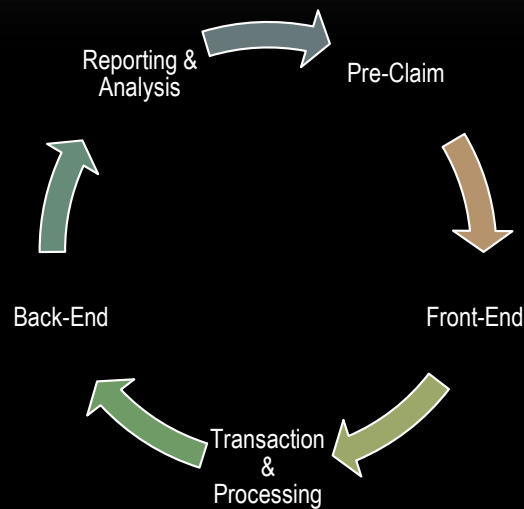 Reporting &
Analysis
Pre-Claim
Back-End
Front-End
Transaction
&
Processing